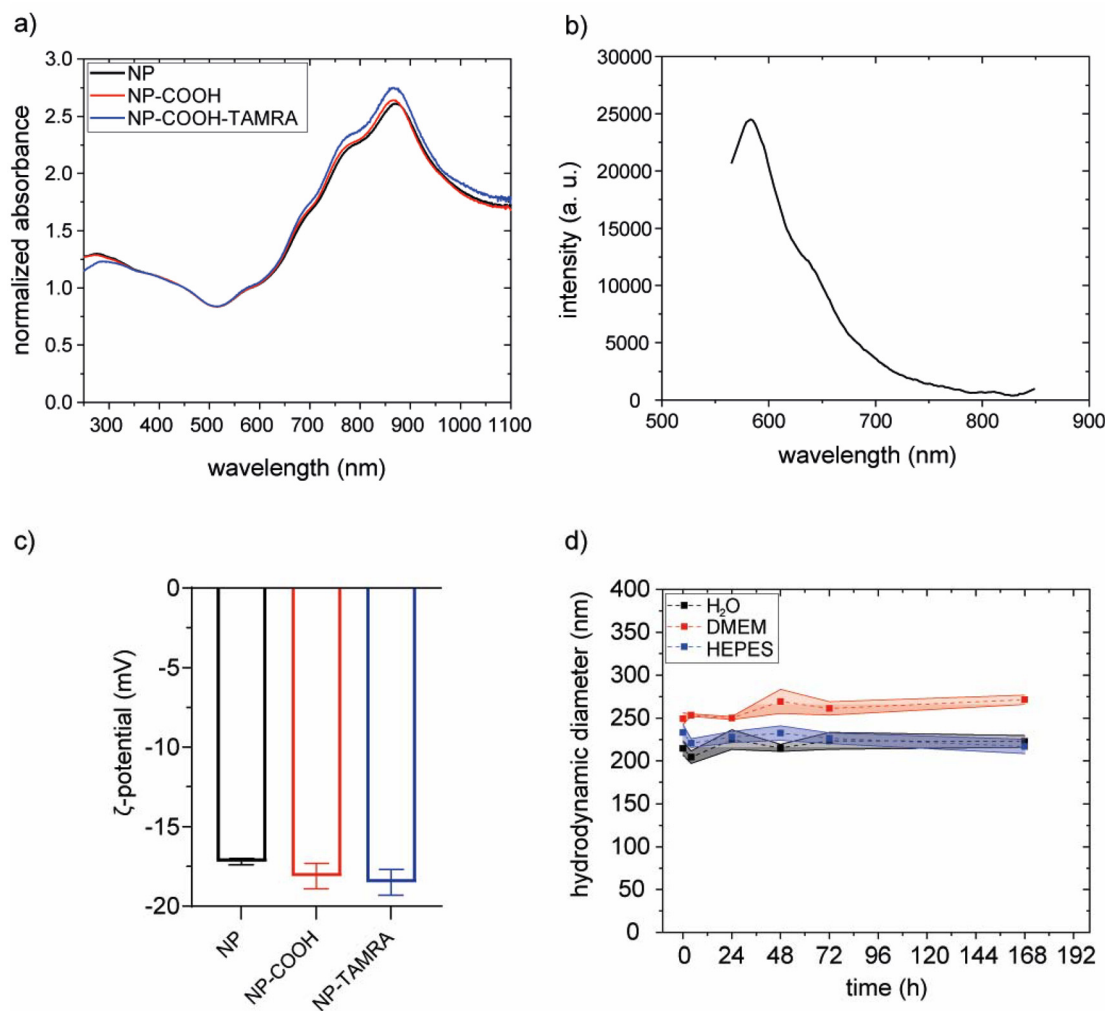 a)
3.0
2.5
2.0
1.5
1.0
0.5
0.0
normalized absorbance
NP
NP-COOH
NP-COOH-TAMRA
300 400 500 600 700 800 900 1000 1100
wavelength (nm)
b)
30000
25000
20000
15000
10000
5000
0
intensity (a. u.)
500 600 700 800 900
wavelength (nm)
c)
0
-5
-10
-15
-20
ζ-potential (mV)
NP
NP-COOH
NP-TAMRA
d)
400
350
300
250
200
150
100
50
0
hydrodynamic diameter (nm)
H₂O
DMEM
HEPES
0 24 48 72 96 120 144 168 192
time (h)